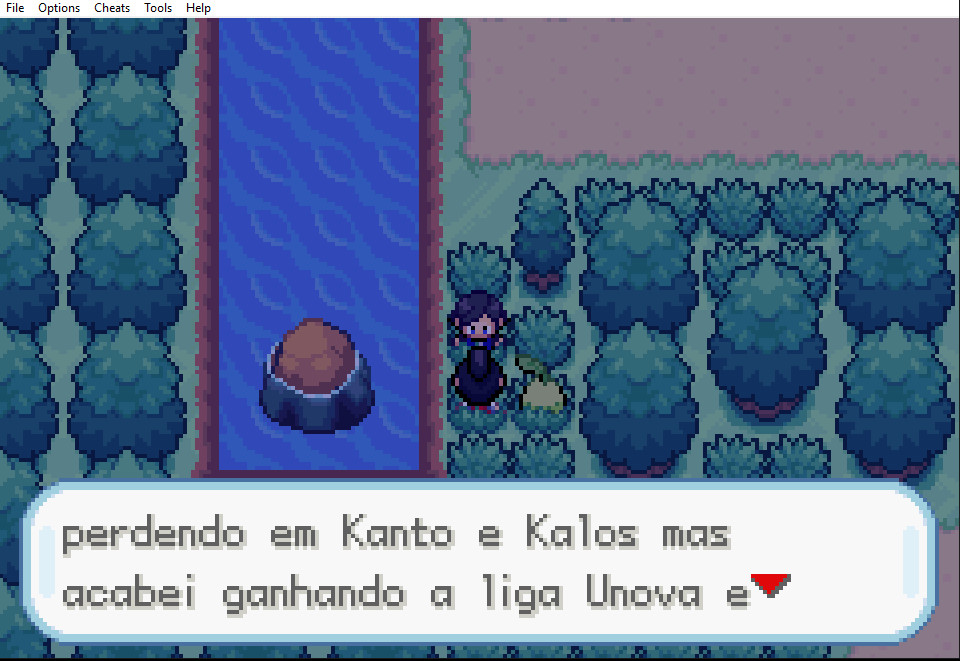 File Options Cheats Tools Help
perdendo em Kanto e Kalos mas
acabei ganhando a liga Unova e